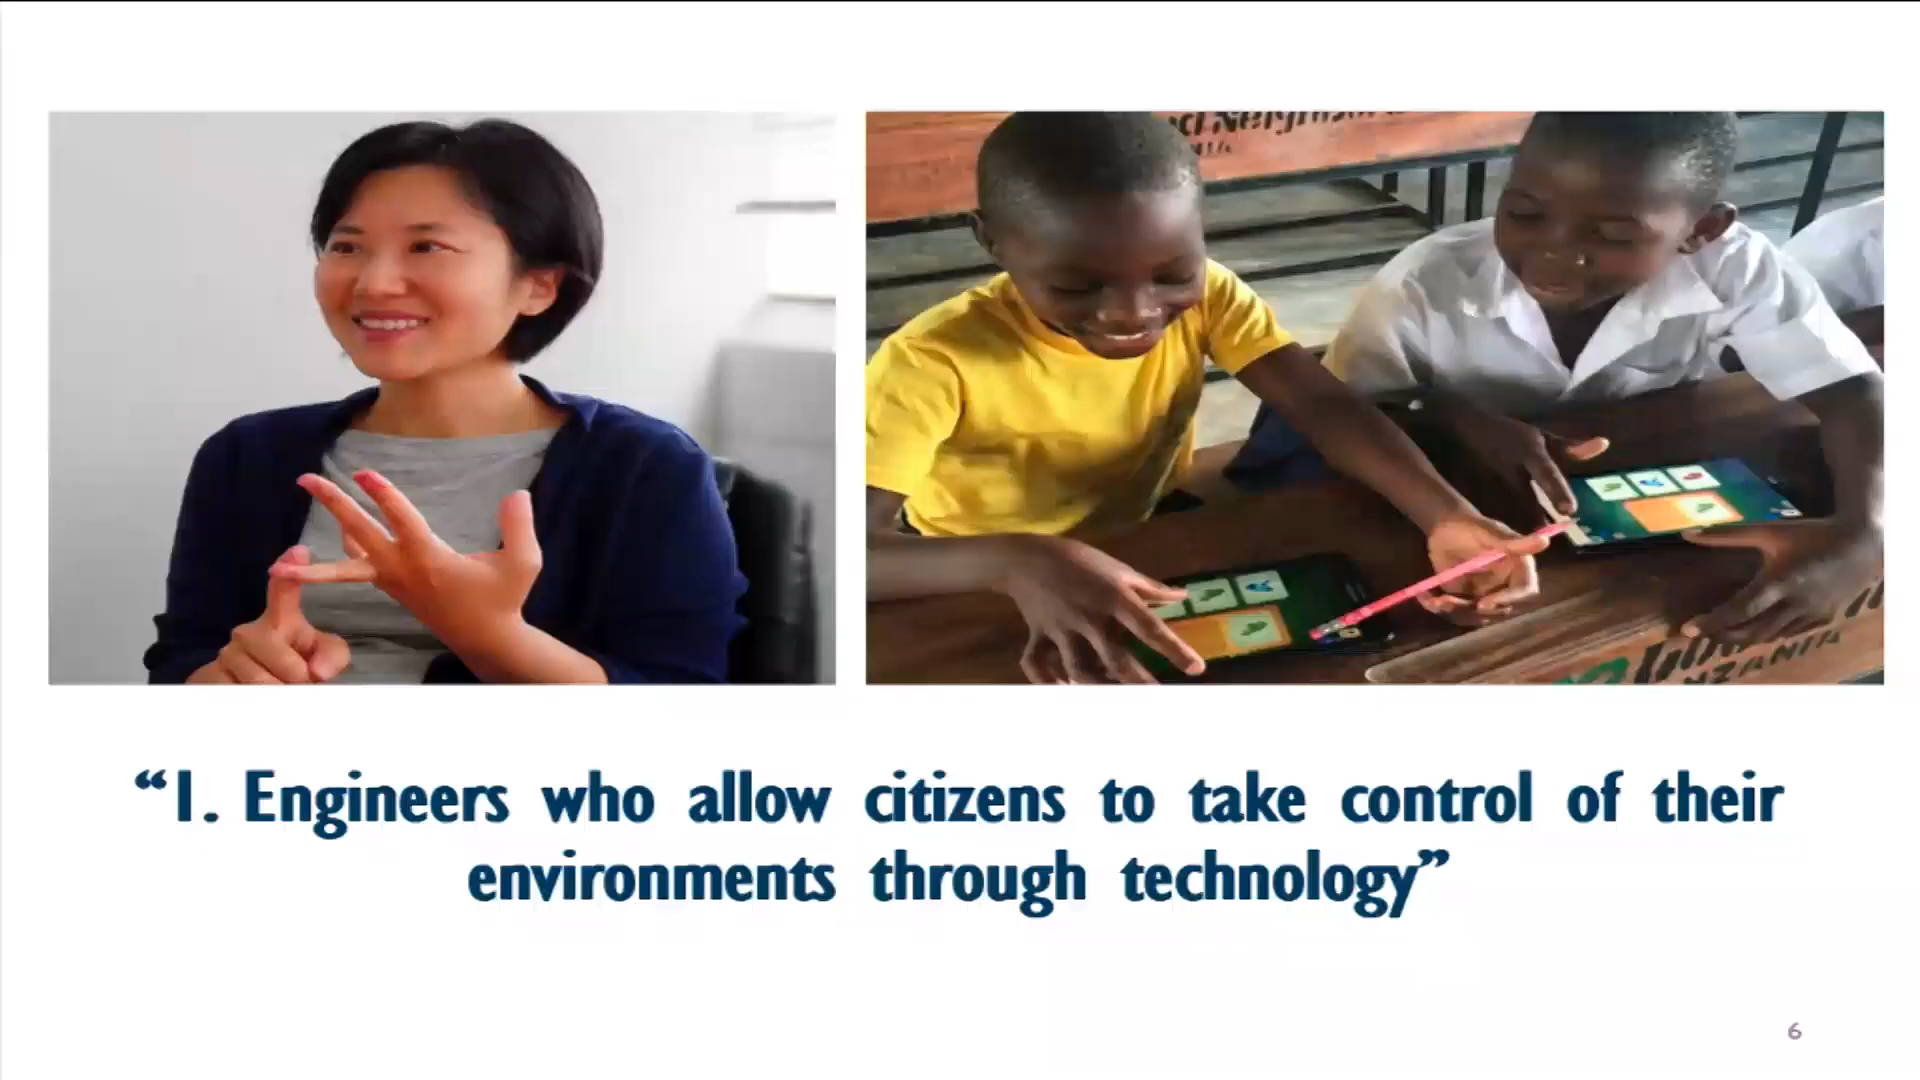 “1. Engineers who allow citizens to take control of their
environments through technology”
6